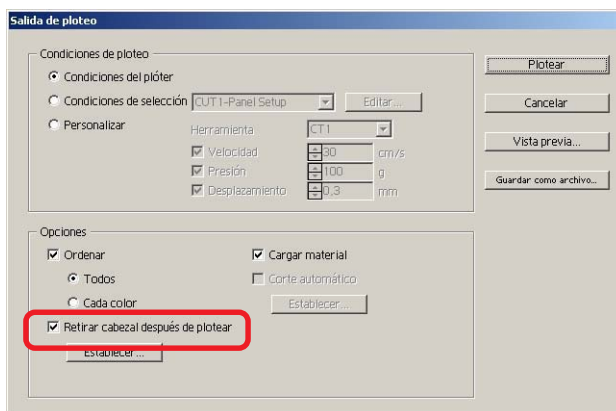 Salida de ploteo
Condiciones de ploteo
Condiciones del plóter
Condiciones de selección CUT1-Panel Setup Editar...
Personalizar
Herramienta CT1
Velocidad 30 cm/s
Presión 100 g
Desplazamiento 0,3 mm
Plotear
Cancelar
Vista previa...
Guardar como archivo...
Opciones
Ordenar
Todos
Cada color
Cargar material
Corte automático
Establecer...
Retirar cabezal después de plotear
Establecer...